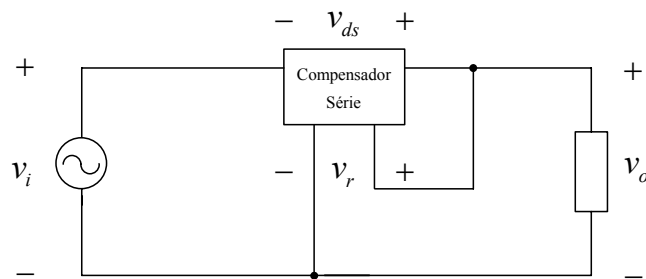 − v_ds +
+ Compensador +
Série
v_i − v_r + v_o
− −